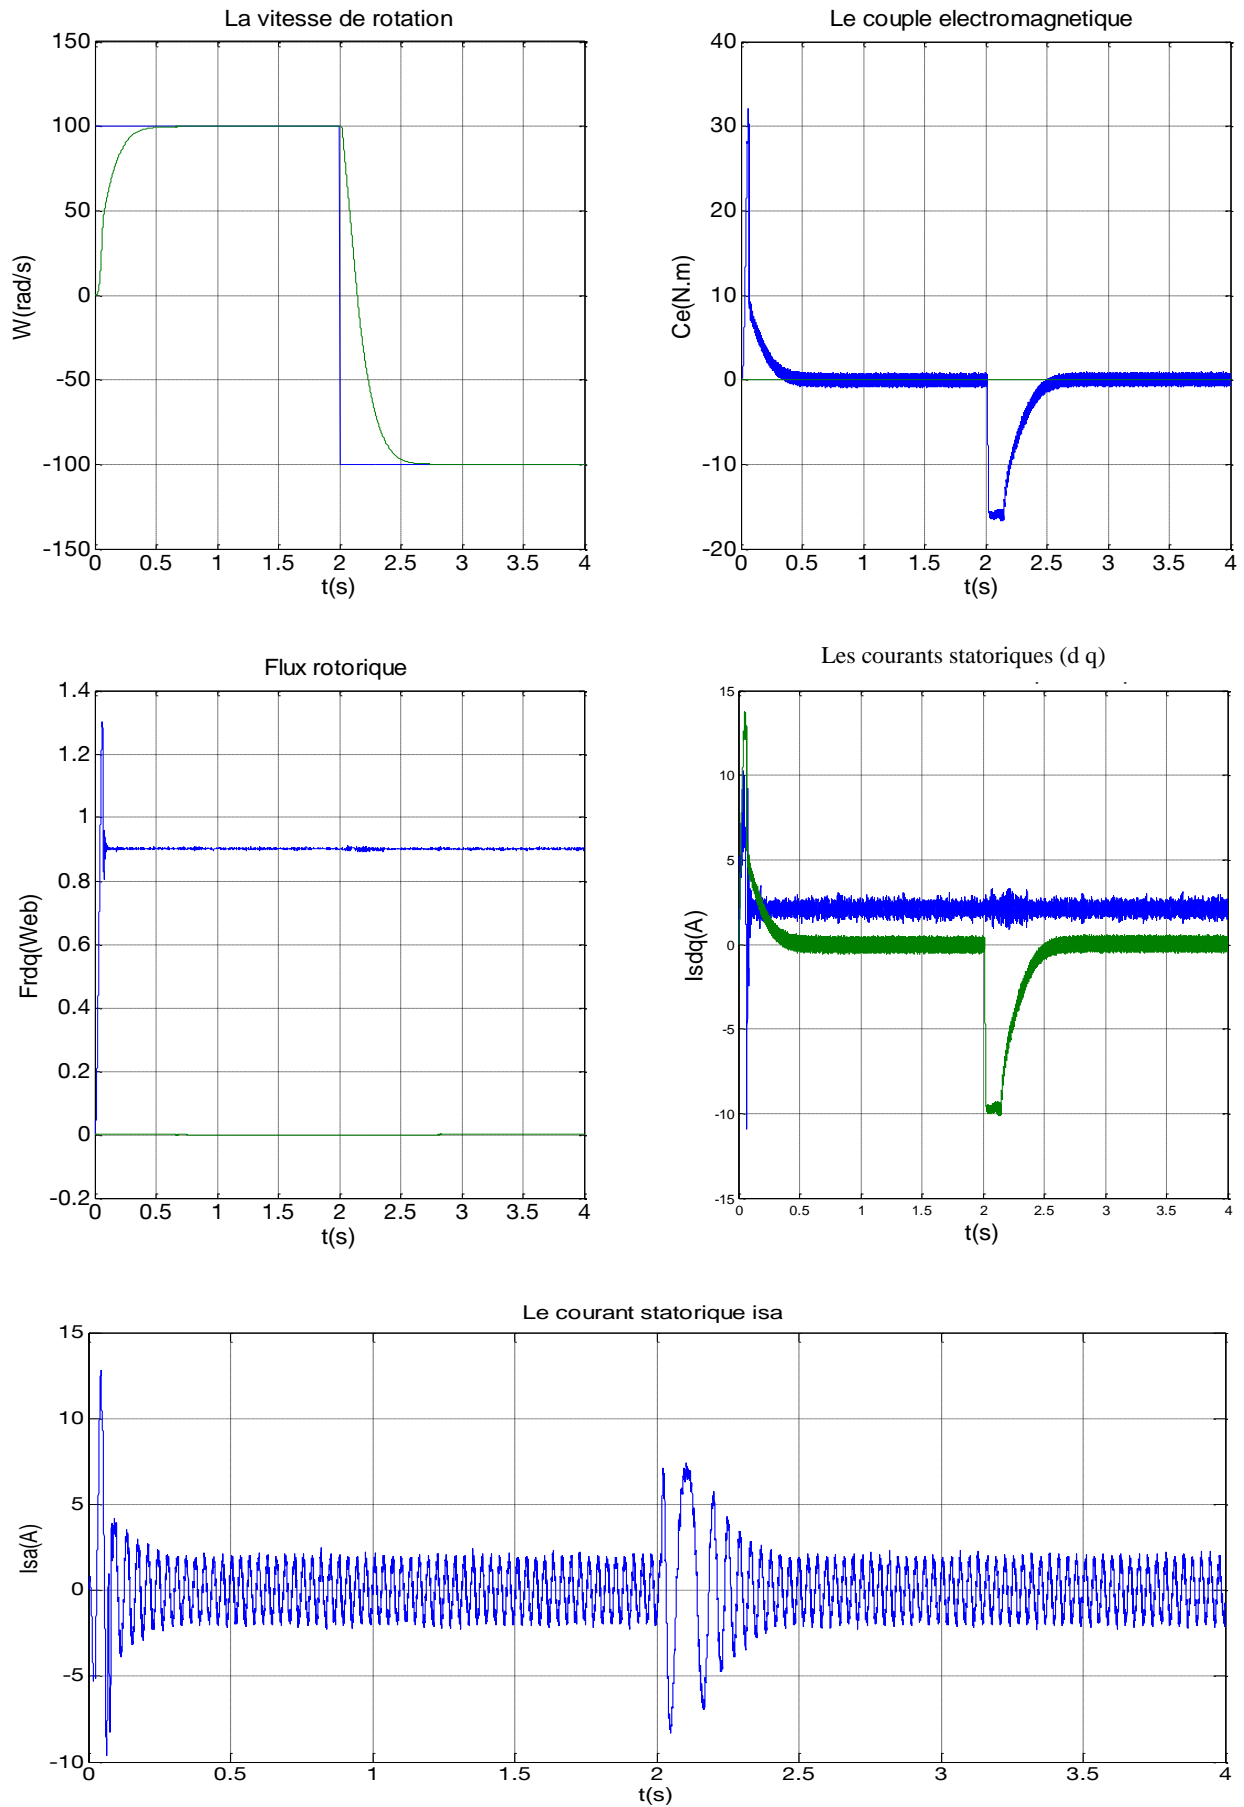 La vitesse de rotation
150
100
50
0
-50
-100
-150
W(rad/s)
0 0.5 1 1.5 2 2.5 3 3.5 4
t(s)
Le couple electromagnetique
40
30
20
10
0
-10
-20
Ce(N.m)
0 0.5 1 1.5 2 2.5 3 3.5 4
t(s)
Flux rotorique
1.4
1.2
1
0.8
0.6
0.4
0.2
0
-0.2
Frdq(Web)
0 0.5 1 1.5 2 2.5 3 3.5 4
t(s)
Les courants statoriques (d q)
15
10
5
0
-5
-10
-15
Isdq(A)
0 0.5 1 1.5 2 2.5 3 3.5 4
t(s)
Le courant statorique isa
15
10
5
0
-5
-10
Isa(A)
0 0.5 1 1.5 2 2.5 3 3.5 4
t(s)